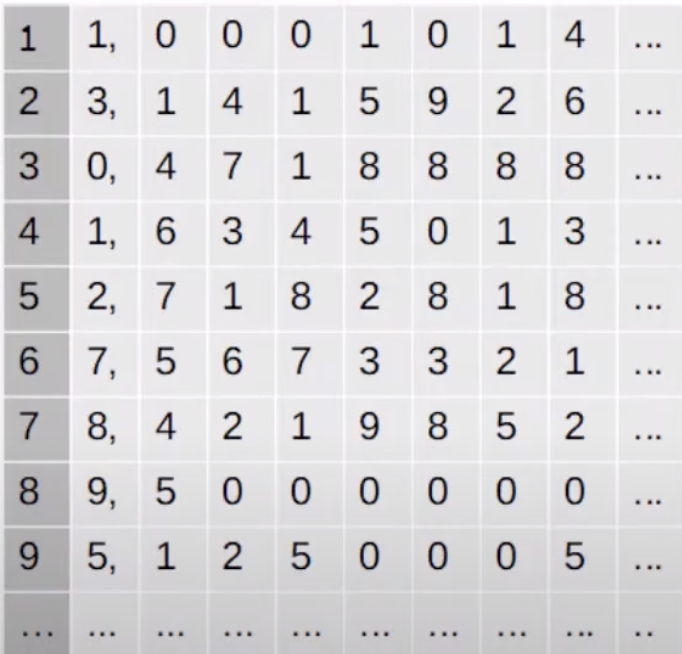 1 1, 0 0 0 1 0 1 4 ...
2 3, 1 4 1 5 9 2 6 ...
3 0, 4 7 1 8 8 8 8 ...
4 1, 6 3 4 5 0 1 3 ...
5 2, 7 1 8 2 8 1 8 ...
6 7, 5 6 7 3 3 2 1 ...
7 8, 4 2 1 9 8 5 2 ...
8 9, 5 0 0 0 0 0 0 ...
9 5, 1 2 5 0 0 0 5 ...
... ... ... ... ... ... ... ... ... ..